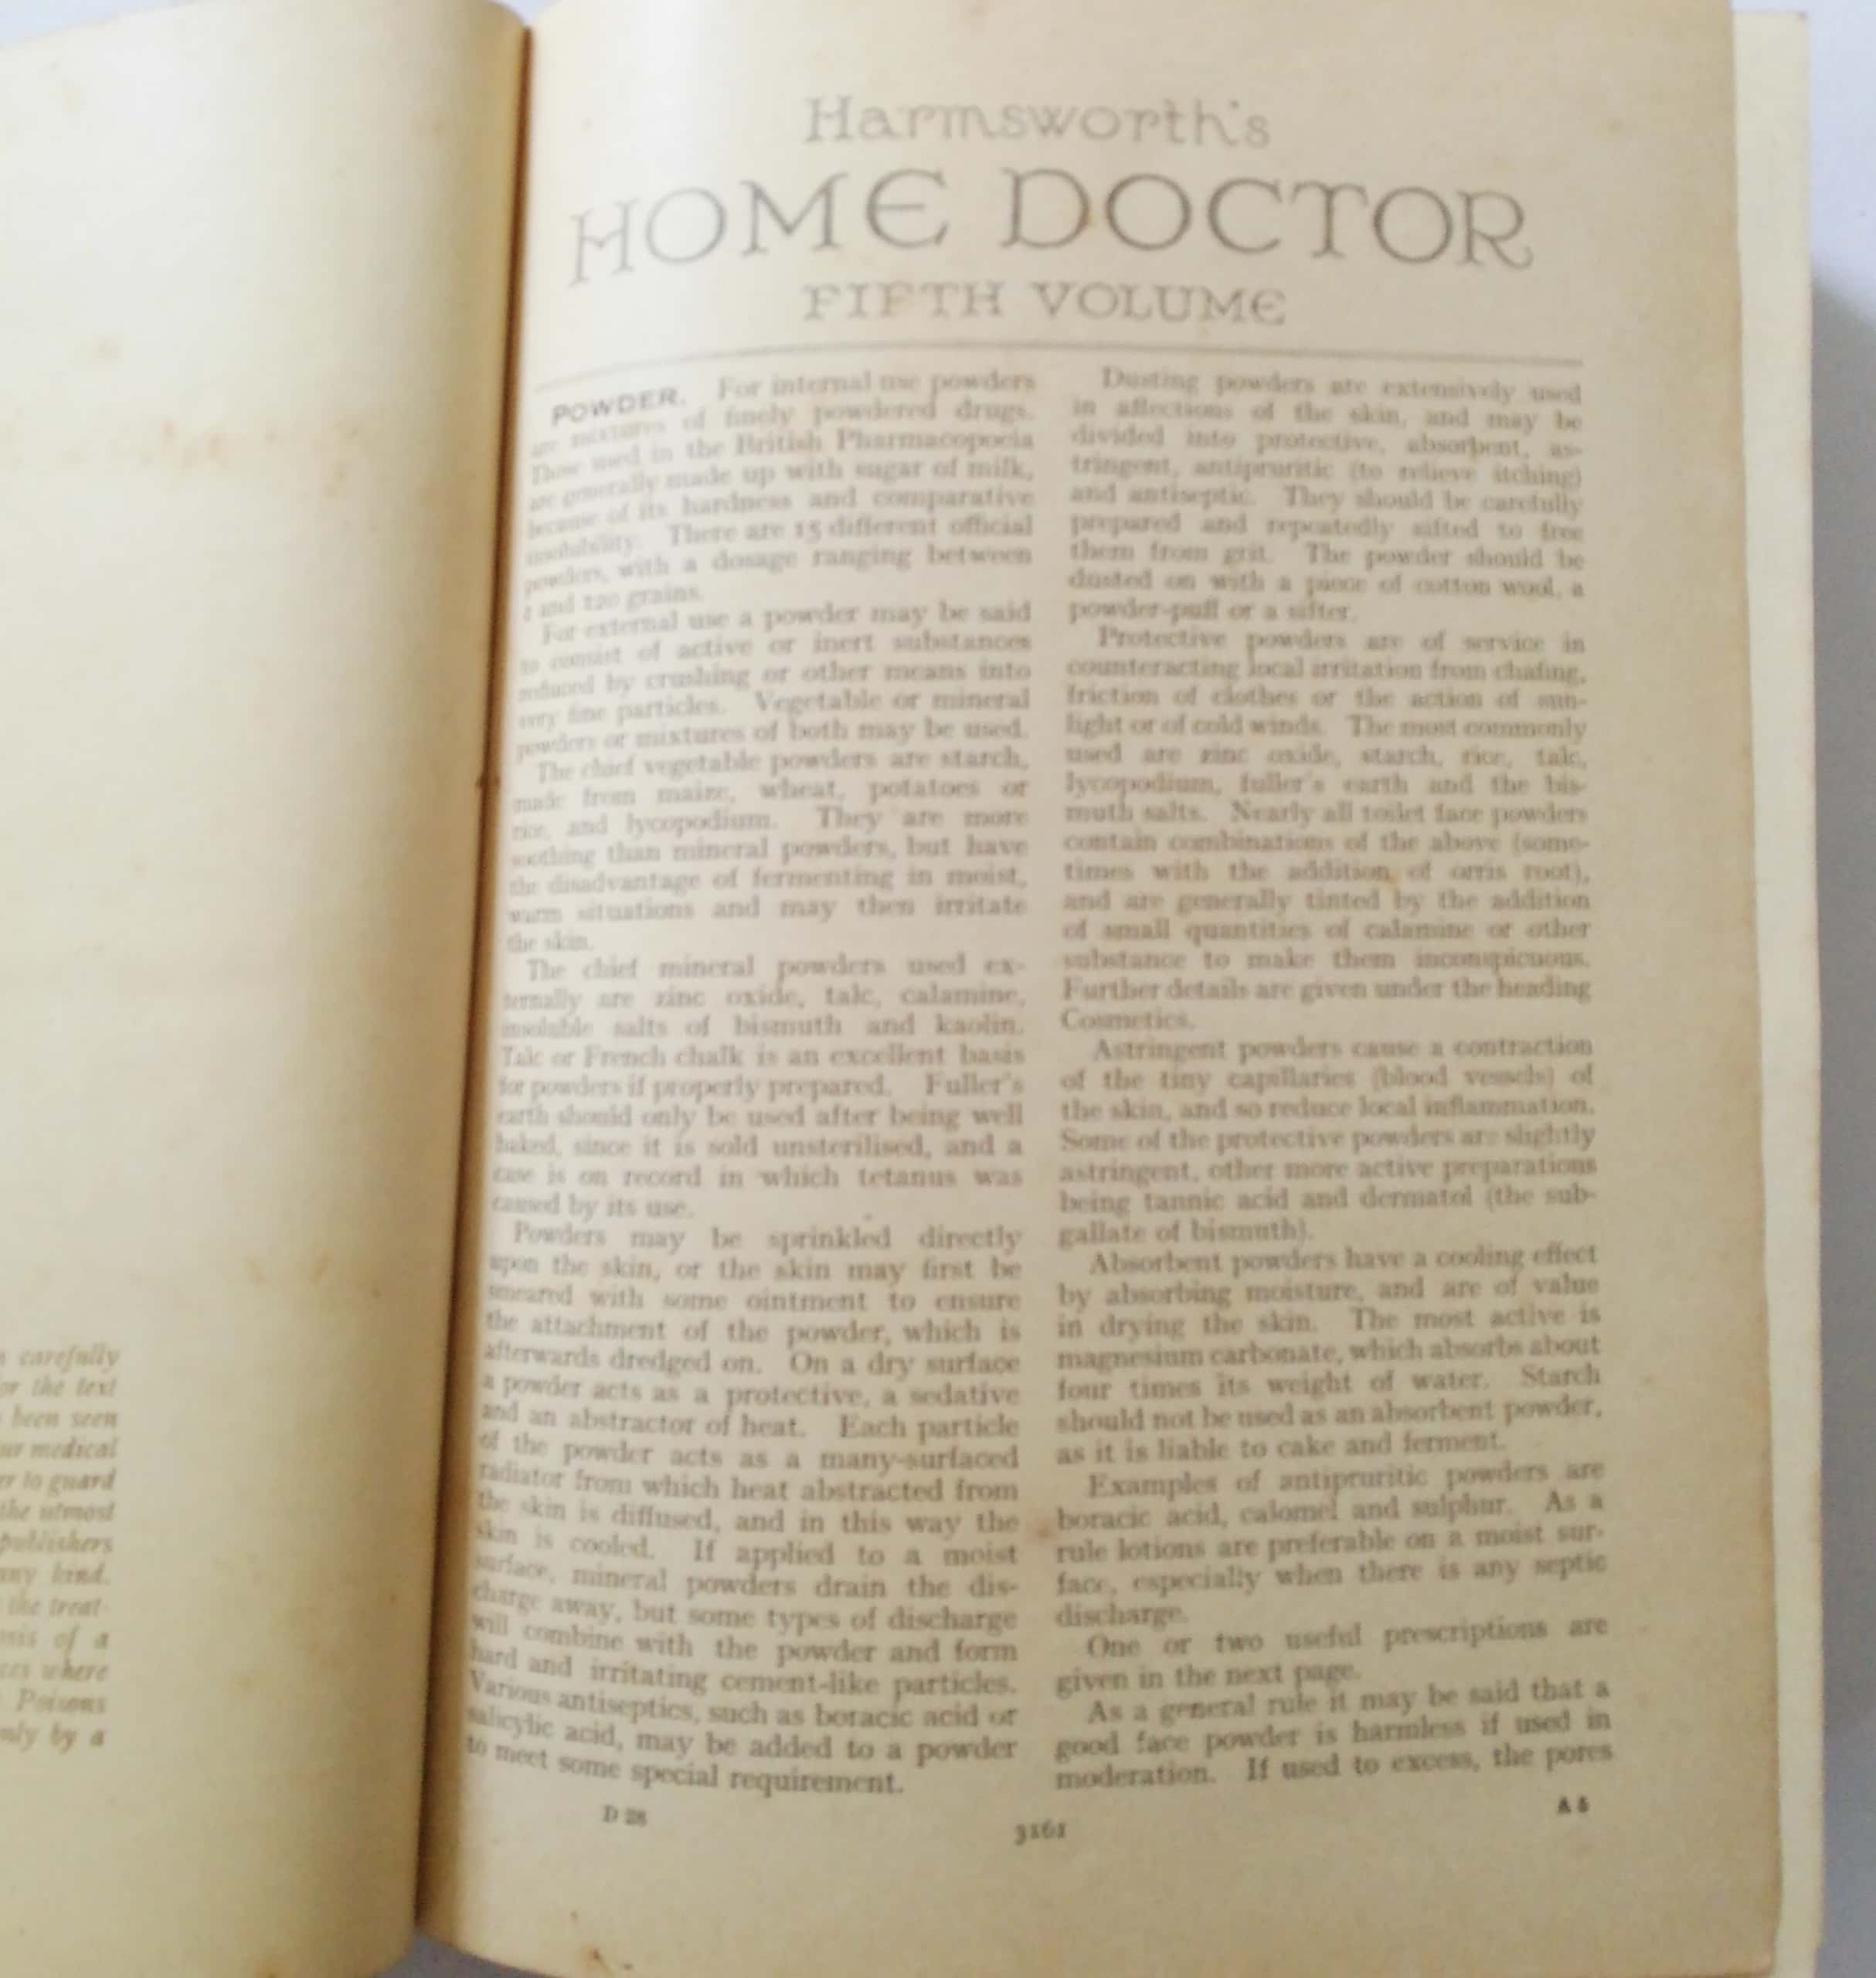 Harmsworth's
HOME DOCTOR
FIFTH VOLUME
POWDER. For internal use powders
are mixtures of finely powdered drugs.
Those used in the British Pharmacopoeia
are generally made up with sugar of milk,
because of its hardness and comparative
insolubility. There are 15 different official
powders, with a dosage ranging between
and 120 grains.
For external use a powder may be said
to consist of active or inert substances
reduced by crushing or other means into
very fine particles. Vegetable or mineral
powders or mixtures of both may be used.
The chief vegetable powders are starch,
made from maize, wheat, potatoes or
rice, and lycopodium. They are more
soothing than mineral powders, but have
the disadvantage of fermenting in moist,
warm situations and may then irritate
the skin.
The chief mineral powders used ex-
ternally are zinc oxide, talc, calamine,
insoluble salts of bismuth and kaolin.
Talc or French chalk is an excellent basis
for powders if properly prepared. Fuller's
earth should only be used after being well
baked, since it is sold unsterilised, and a
case is on record in which tetanus was
caused by its use.
Powders may be sprinkled directly
upon the skin, or the skin may first be
smeared with some ointment to ensure
the attachment of the powder, which is
afterwards dredged on. On a dry surface
a powder acts as a protective, a sedative
and an abstractor of heat. Each particle
of the powder acts as a many-surfaced
radiator from which heat abstracted from
the skin is diffused, and in this way the
skin is cooled. If applied to a moist
surface, mineral powders drain the dis-
charge away, but some types of discharge
will combine with the powder and form
hard and irritating cement-like particles.
Various antiseptics, such as boracic acid or
salicylic acid, may be added to a powder
to meet some special requirement.
Dusting powders are extensively used
in affections of the skin, and may be
divided into protective, absorbent, as-
tringent, antipruritic (to relieve itching)
and antiseptic. They should be carefully
prepared and repeatedly sifted to free
them from grit. The powder should be
dusted on with a piece of cotton wool, a
powder-puff or a sifter.
Protective powders are of service in
counteracting local irritation from chafing,
friction of clothes or the action of sun-
light or of cold winds. The most commonly
used are zinc oxide, starch, rice, talc,
lycopodium, fuller's earth and the bis-
muth salts. Nearly all toilet face powders
contain combinations of the above (some-
times with the addition of orris root),
and are generally tinted by the addition
of small quantities of calamine or other
substance to make them inconspicuous.
Further details are given under the heading
Cosmetics.
Astringent powders cause a contraction
of the tiny capillaries (blood vessels) of
the skin, and so reduce local inflammation.
Some of the protective powders are slightly
astringent, other more active preparations
being tannic acid and dermatol (the sub-
gallate of bismuth).
Absorbent powders have a cooling effect
by absorbing moisture, and are of value
in drying the skin. The most active is
magnesium carbonate, which absorbs about
four times its weight of water. Starch
should not be used as an absorbent powder,
as it is liable to cake and ferment.
Examples of antipruritic powders are
boracic acid, calomel and sulphur. As a
rule lotions are preferable on a moist sur-
face, especially when there is any septic
discharge.
One or two useful prescriptions are
given in the next page.
As a general rule it may be said that a
good face powder is harmless if used in
moderation. If used to excess, the pores
D 28
3161
A 5
carefully
or the text
been seen
medical
to guard
the utmost
publishers
kind.
the treat-
of a
where
Poisons
by a